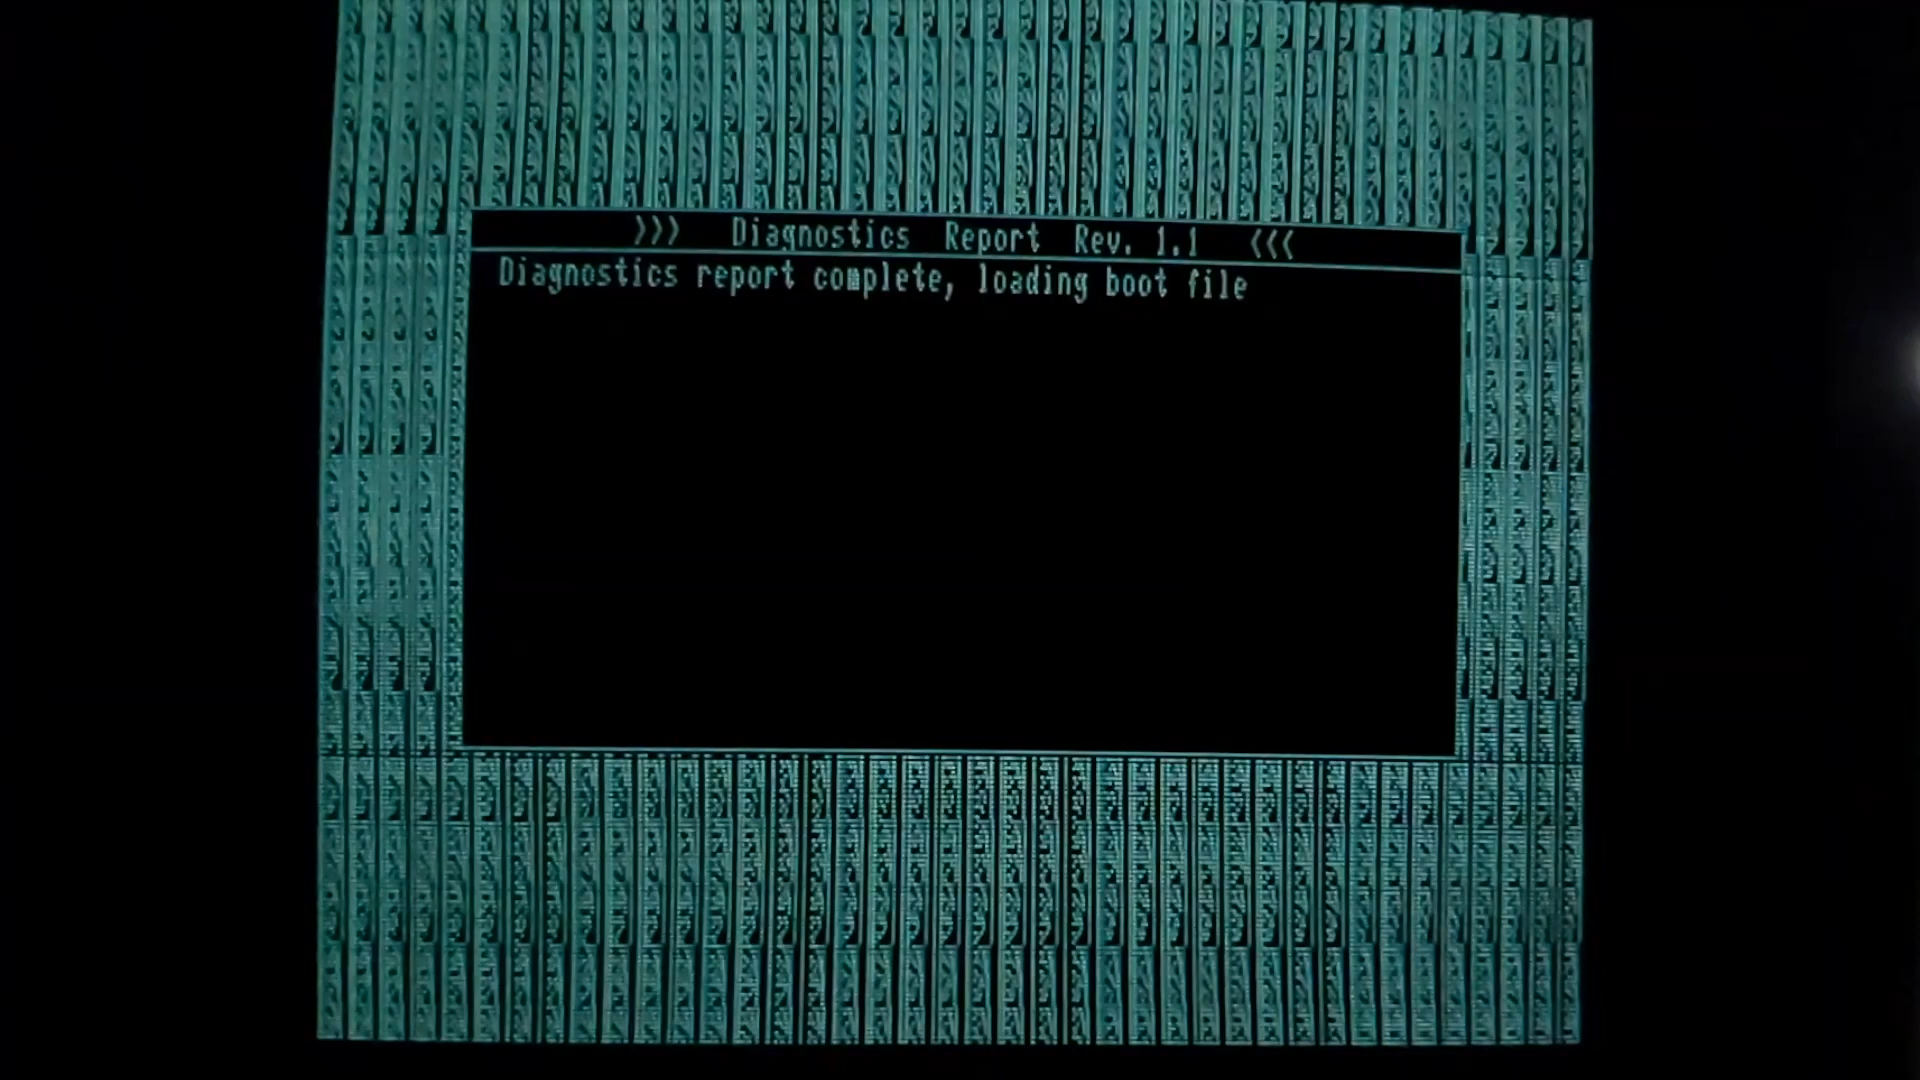 >>> Diagnostics Report Rev. 1.1 <<<
Diagnostics report complete, loading boot file